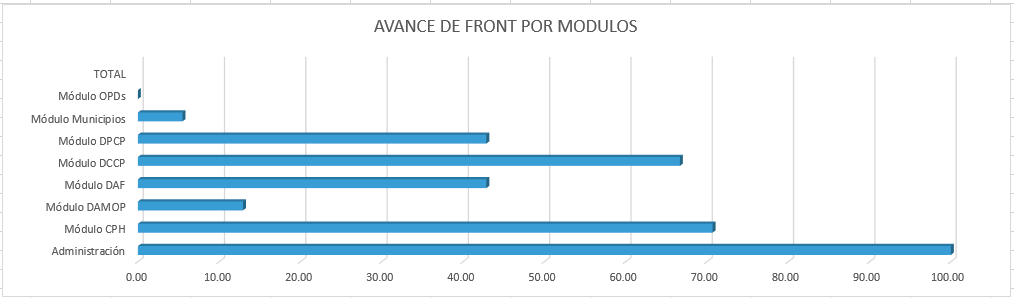 AVANCE DE FRONT POR MODULOS
TOTAL
Módulo OPDs
Módulo Municipios
Módulo DPCP
Módulo DCCP
Módulo DAF
Módulo DAMOP
Módulo CPH
Administración
0.00 10.00 20.00 30.00 40.00 50.00 60.00 70.00 80.00 90.00 100.00